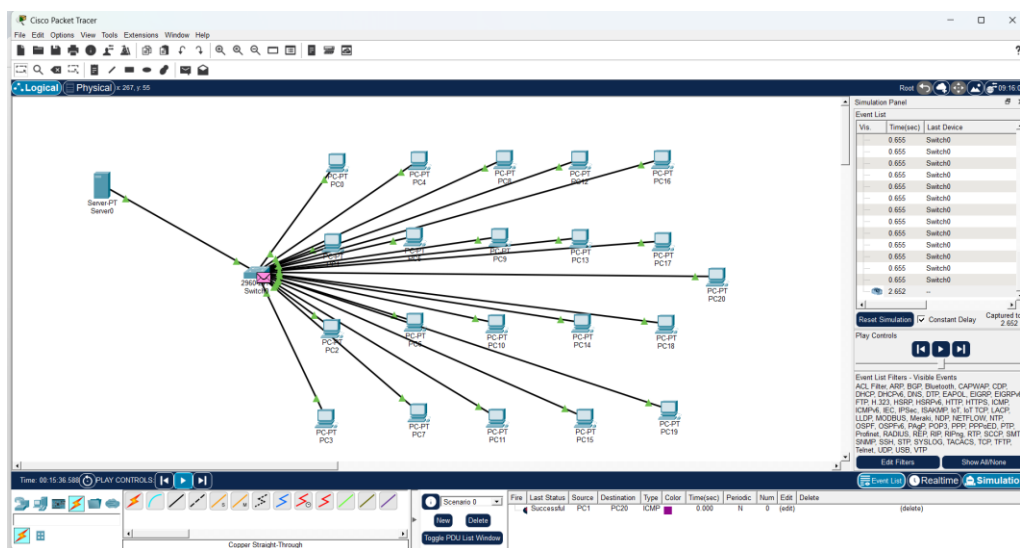 Cisco Packet Tracer
File Edit Options View Tools Extensions Window Help
Logical Physical x: 267, y: 55
Root 09:16:0
Simulation Panel
Event List
Vis. Time(sec) Last Device
0.655 Switch0
0.655 Switch0
0.655 Switch0
0.655 Switch0
0.655 Switch0
0.655 Switch0
0.655 Switch0
0.655 Switch0
0.655 Switch0
0.655 Switch0
0.655 Switch0
0.655 Switch0
0.655 Switch0
2.652 --
Reset Simulation Constant Delay Captured to
2.652
Play Controls
Event List Filters - Visible Events
ACL Filter, ARP, BGP, Bluetooth, CAPWAP, CDP,
DHCP, DHCPv6, DNS, DTP, EAPOL, EIGRP, EIGRPv6
FTP, H.323, HSRP, HSRPv6, HTTP, HTTPS, ICMP,
ICMPv6, IEC, IPSec, ISAKMP, IoT, IoT TCP, LACP,
LLDP, MODBUS, Meraki, NDP, NETFLOW, NTP,
OSPF, OSPFv6, PAgP, POP3, PPP, PPPoED, PTP,
Profinet, RADIUS, REP, RIP, RIPng, RTP, SCCP, SMT
SNMP, SSH, STP, SYSLOG, TACACS, TCP, TFTP,
Telnet, UDP, USB, VTP
Edit Filters Show All/None
Event List Realtime Simulation
Server-PT
Server0
PC-PT
PC0
PC-PT
PC4
PC-PT
PC-PT
PC-PT
PC16
PC-PT
PC-PT
PC-PT
PC9
PC-PT
PC13
PC-PT
PC17
PC-PT
PC20
2960
Switch
PC-PT
PC2
PC-PT
PC-PT
PC10
PC-PT
PC14
PC-PT
PC18
PC-PT
PC3
PC-PT
PC7
PC-PT
PC11
PC-PT
PC15
PC-PT
PC19
Time: 00:15:36.588 PLAY CONTROLS:
Scenario 0
New Delete
Toggle PDU List Window
Fire Last Status Source Destination Type Color Time(sec) Periodic Num Edit Delete
Successful PC1 PC20 ICMP 0.000 N 0 (edit) (delete)
Copper Straight-Through